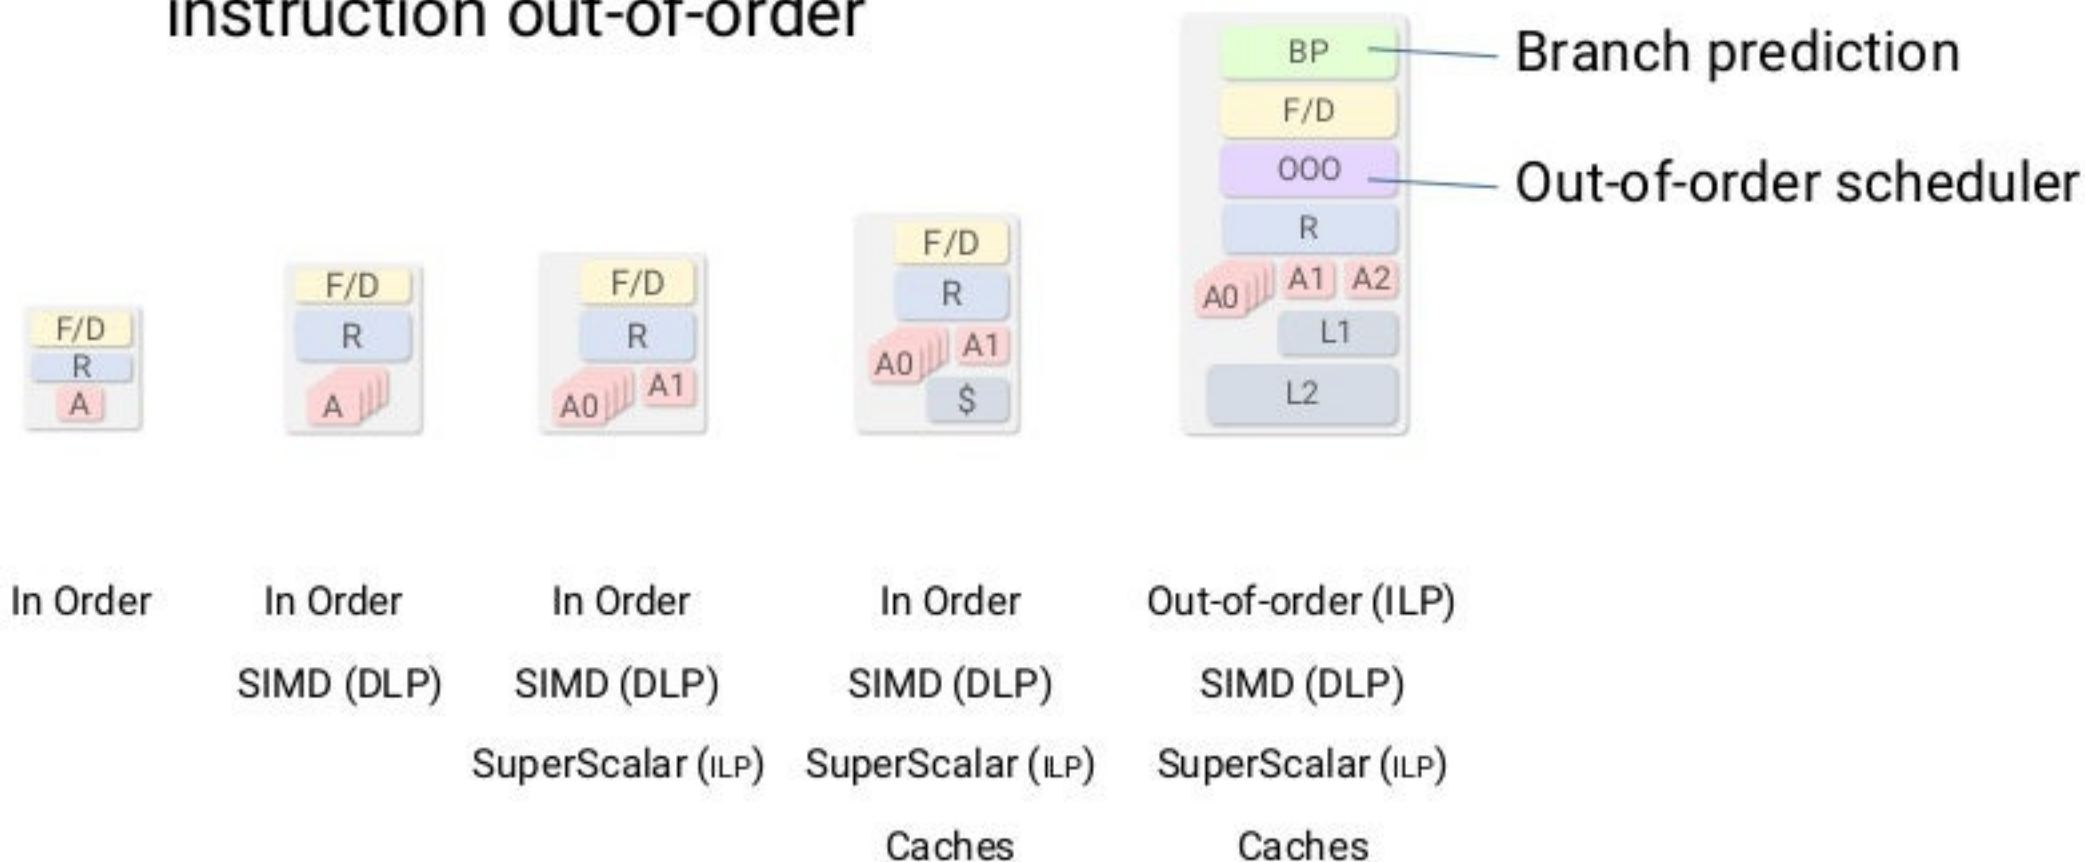 Instruction out-of-order
BP
Branch prediction
F/D
OOO
Out-of-order scheduler
R
A0 A1 A2
L1
L2
F/D
R
A0 A1
$
F/D
R
A0 A1
F/D
R
A
F/D
R
A
In Order In Order In Order In Order Out-of-order (ILP)
SIMD (DLP) SIMD (DLP) SIMD (DLP) SIMD (DLP)
SuperScalar (ILP) SuperScalar (ILP) SuperScalar (ILP)
Caches Caches